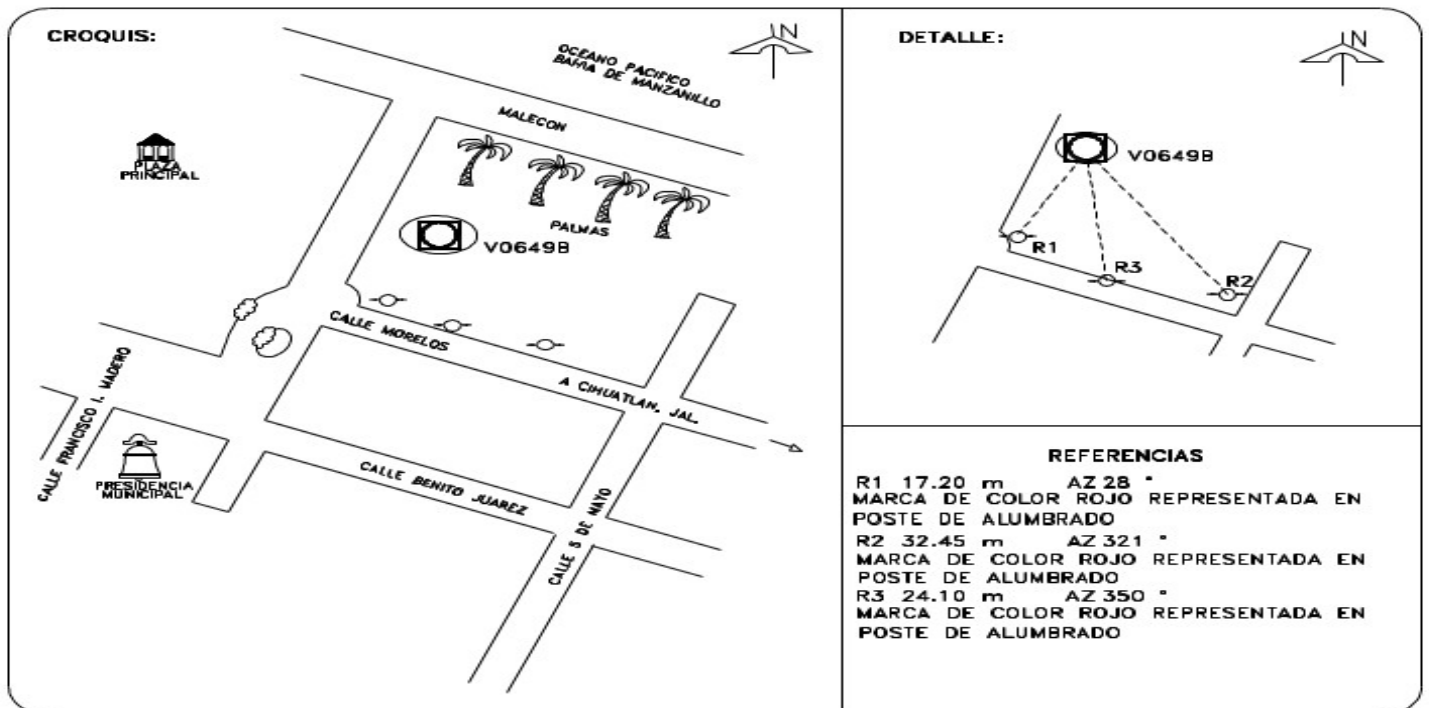 CROQUIS:
N
OCEANO PACIFICO
BAHIA DE MANZANILLO
MALECON
PLAZA
PRINCIPAL
PALMAS
V0649B
CALLE MORELOS
A CIHUATLAN, JAL.
CALLE FRANCISCO I. MADERO
PRESIDENCIA
MUNICIPAL
CALLE BENITO JUAREZ
CALLE 5 DE MAYO
DETALLE:
N
V0649B
R1
R3
R2
REFERENCIAS
R1 17.20 m AZ 28 °
MARCA DE COLOR ROJO REPRESENTADA EN
POSTE DE ALUMBRADO
R2 32.45 m AZ 321 °
MARCA DE COLOR ROJO REPRESENTADA EN
POSTE DE ALUMBRADO
R3 24.10 m AZ 350 °
MARCA DE COLOR ROJO REPRESENTADA EN
POSTE DE ALUMBRADO